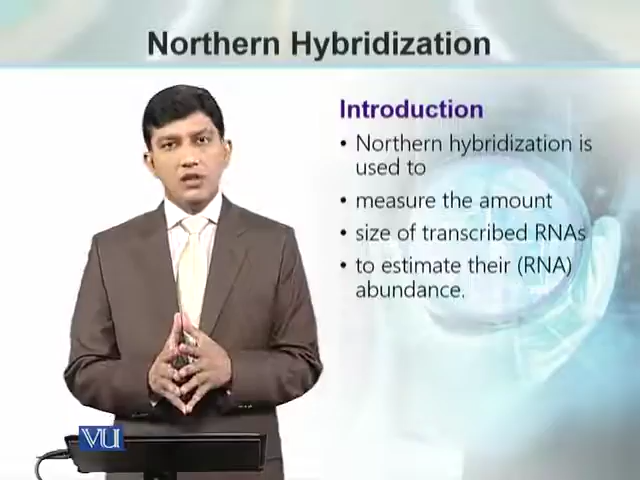 Northern Hybridization
Introduction
• Northern hybridization is
used to
• measure the amount
• size of transcribed RNAs
• to estimate their (RNA)
abundance.
VU